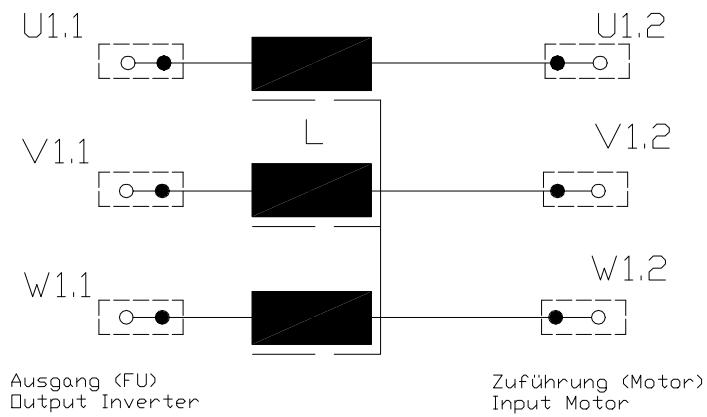 U1.1
U1.2
L
V1.1
V1.2
W1.1
W1.2
Ausgang (FU)
Output Inverter
Zuführung (Motor)
Input Motor